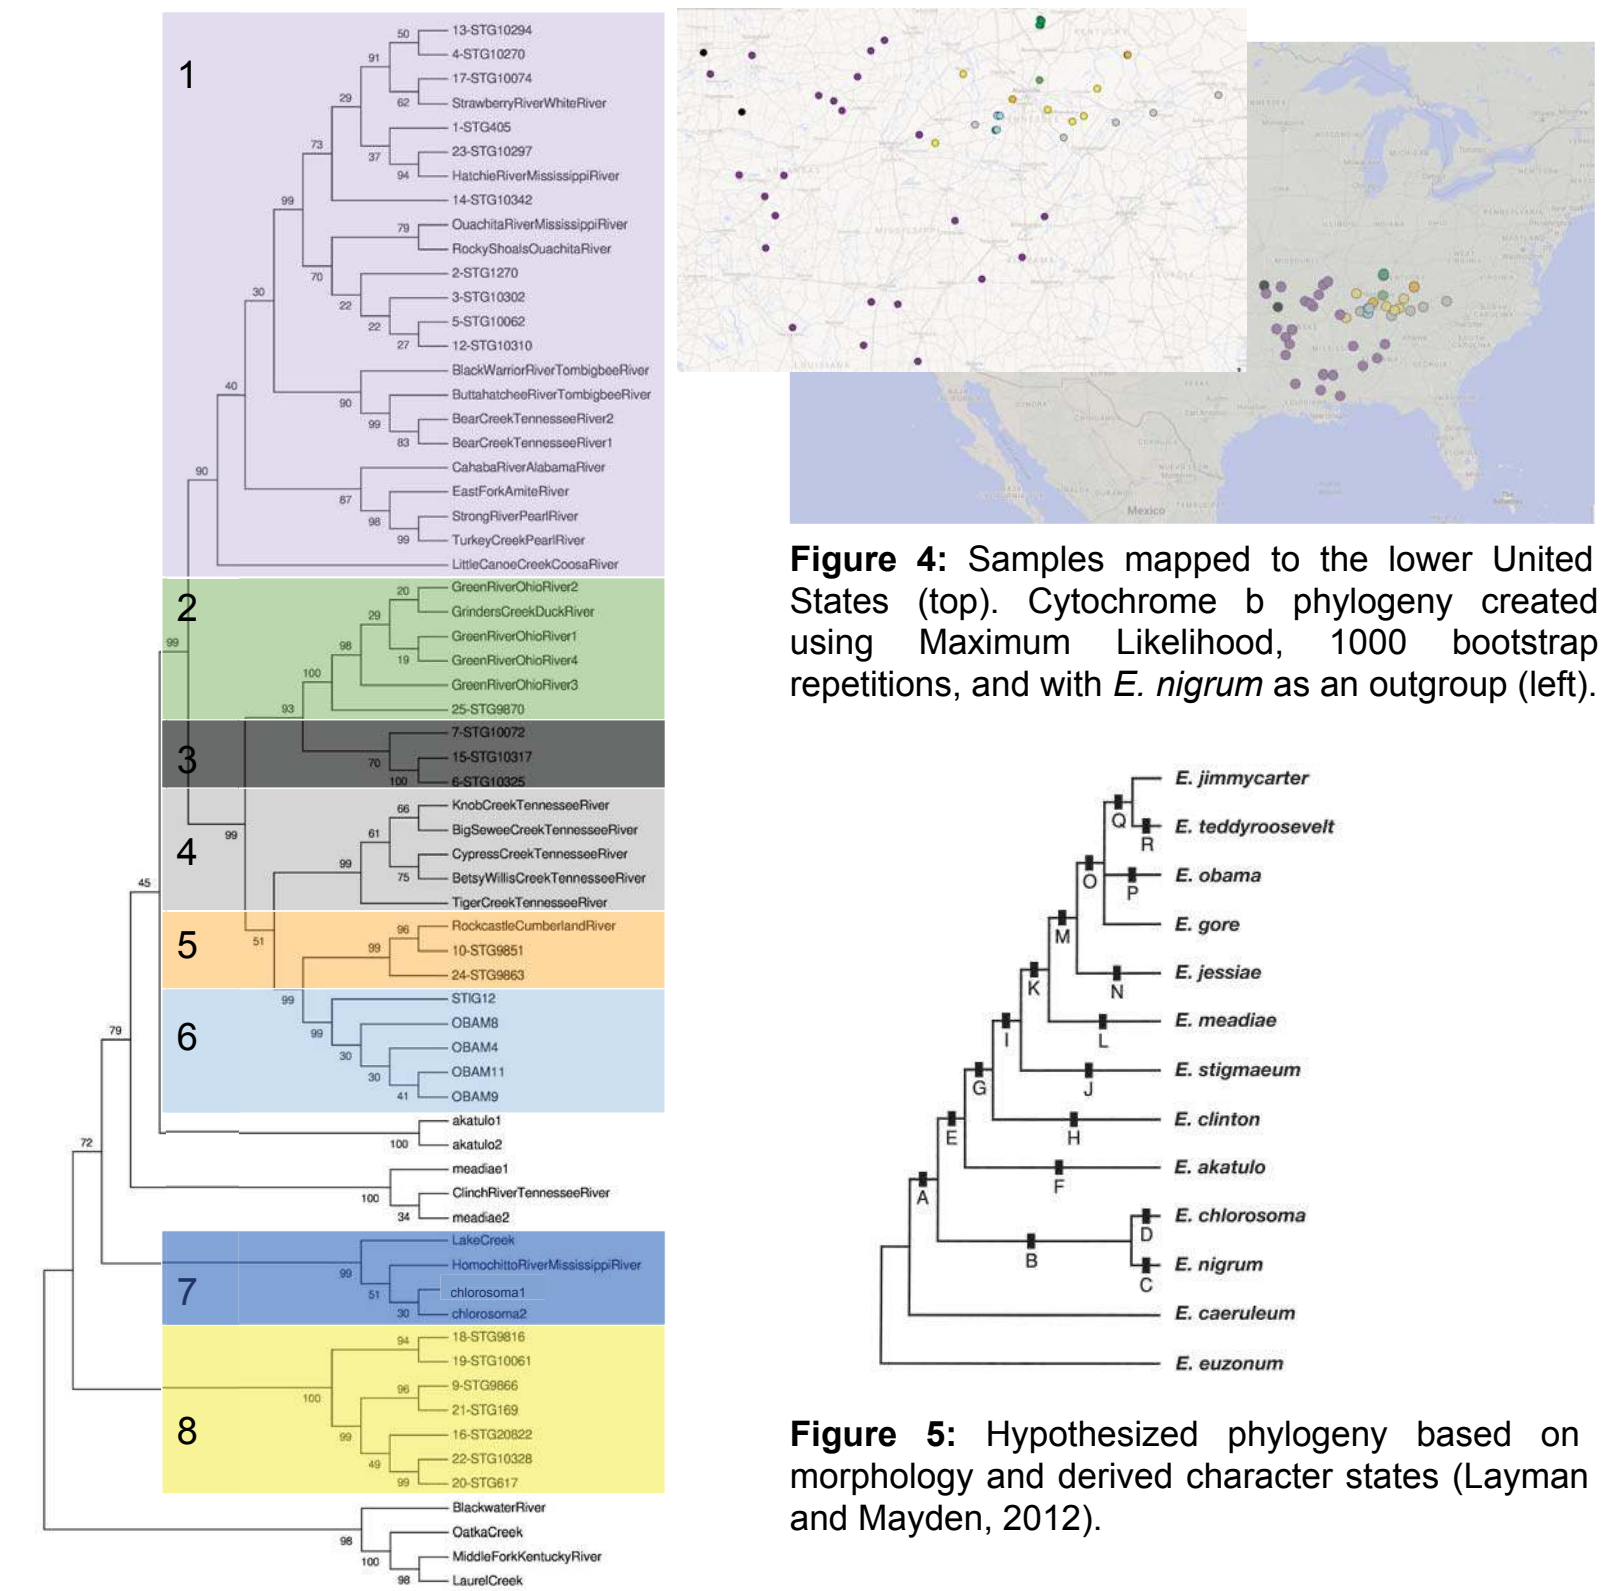 1
50
13-STG10294
4-STG10270
91
17-STG10074
62
StrawberryRiverWhiteRiver
29
1-STG405
37
23-STG10297
94
HatchieRiverMississippiRiver
73
14-STG10342
99
79
OuachitaRiverMississippiRiver
RockyShoalsOuachitaRiver
70
2-STG1270
22
3-STG10302
22
5-STG10062
27
12-STG10310
30
BlackWarriorRiverTombigbeeRiver
90
ButtahatcheeRiverTombigbeeRiver
99
BearCreekTennesseeRiver2
83
BearCreekTennesseeRiver1
40
CahabaRiverAlabamaRiver
87
EastForkAmiteRiver
98
StrongRiverPearlRiver
99
TurkeyCreekPearlRiver
90
LittleCanoeCreekCoosaRiver
2
20
GreenRiverOhioRiver2
GrindersCreekDuckRiver
29
GreenRiverOhioRiver1
19
GreenRiverOhioRiver4
98
GreenRiverOhioRiver3
100
25-STG9870
99
93
3
7-STG10072
70
15-STG10317
100
6-STG10325
99
4
66
KnobCreekTennesseeRiver
BigSeweeCreekTennesseeRiver
61
CypressCreekTennesseeRiver
75
BetsyWillisCreekTennesseeRiver
99
TigerCreekTennesseeRiver
45
51
5
96
RockcastleCumberlandRiver
10-STG9851
99
24-STG9863
99
6
STIG12
99
OBAM8
30
OBAM4
30
OBAM11
41
OBAM9
79
akatulo1
100
akatulo2
72
meadiae1
100
ClinchRiverTennesseeRiver
34
meadiae2
7
LakeCreek
99
HomochittoRiverMississippiRiver
51
chlorosoma1
30
chlorosoma2
8
94
18-STG9816
19-STG10061
100
96
9-STG9866
21-STG169
99
16-STG20822
49
22-STG10328
99
20-STG617
BlackwaterRiver
98
OatkaCreek
100
MiddleForkKentuckyRiver
98
LaurelCreek
KENTUCKY
MISSISSIPPI
LOUISIANA
Mexico
Figure 4: Samples mapped to the lower United
States (top). Cytochrome b phylogeny created
using Maximum Likelihood, 1000 bootstrap
repetitions, and with E. nigrum as an outgroup (left).
E. jimmycarter
Q
E. teddyroosevelt
R
O
E. obama
P
E. gore
M
E. jessiae
N
K
E. meadiae
L
I
E. stigmaeum
J
G
E. clinton
H
E
E. akatulo
F
A
E. chlorosoma
D
B
E. nigrum
C
E. caeruleum
E. euzonum
Figure 5: Hypothesized phylogeny based on
morphology and derived character states (Layman
and Mayden, 2012).